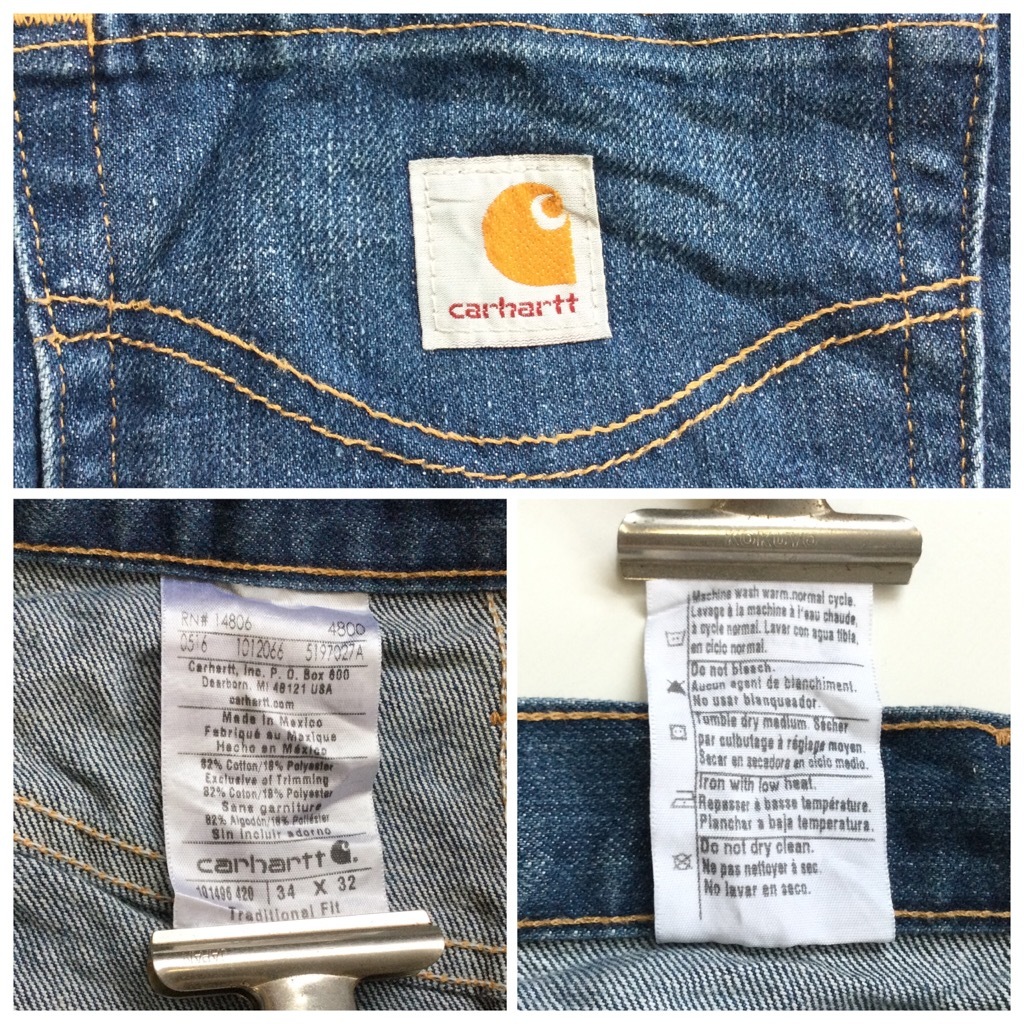 carhartt
RN# 14806 4800
0516 1012066 5197027A
Carhartt, Inc. P. O. Box 600
Dearborn, MI 48121 USA
carhartt.com
Made in Mexico
Fabriqué au Mexique
Hecho en México
82% Cotton/18% Polyester
Exclusive of Trimming
82% Coton/18% Polyester
Sans garniture
82% Algodón/18% Poliéster
Sin incluir adorno
carhartt
101496 420 34 X 32
Traditional Fit
KOKUYO
Machine wash warm.normal cycle.
Lavage à la machine à l'eau chaude,
à cycle normal. Lavar con agua tibia,
en ciclo normal.
Do not bleach.
Aucun agent de blanchiment.
No usar blanqueador.
Tumble dry medium. Sécher
par culbutage à réglage moyen.
Secar en secadora en ciclo medio.
Iron with low heat.
Repasser à basse température.
Planchar a baja temperatura.
Do not dry clean.
Ne pas nettoyer à sec.
No lavar en seco.